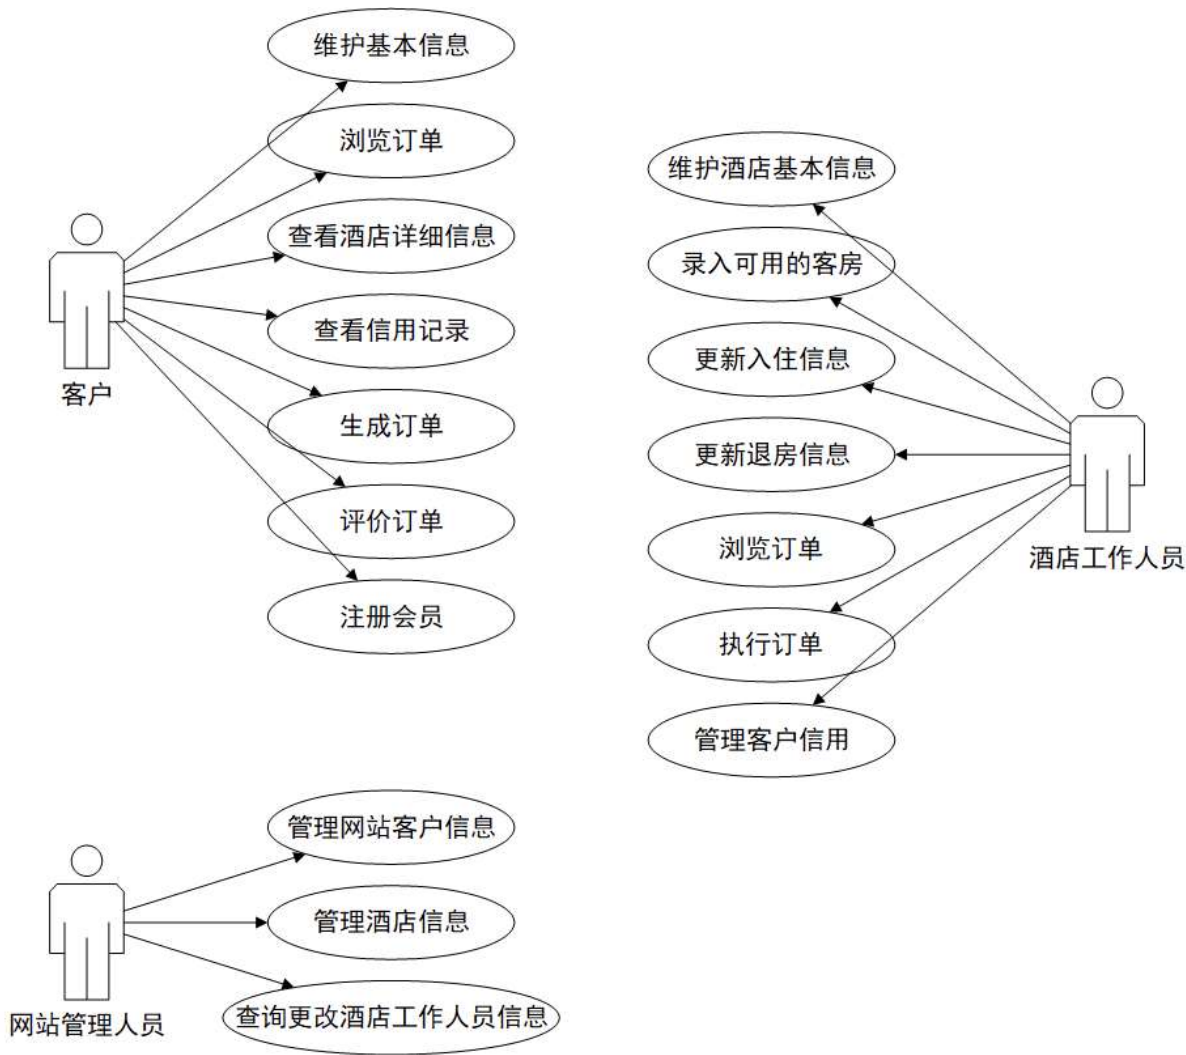 维护基本信息
浏览订单
查看酒店详细信息
查看信用记录
生成订单
评价订单
注册会员
客户
维护酒店基本信息
录入可用的客房
更新入住信息
更新退房信息
浏览订单
执行订单
管理客户信用
酒店工作人员
管理网站客户信息
管理酒店信息
查询更改酒店工作人员信息
网站管理人员